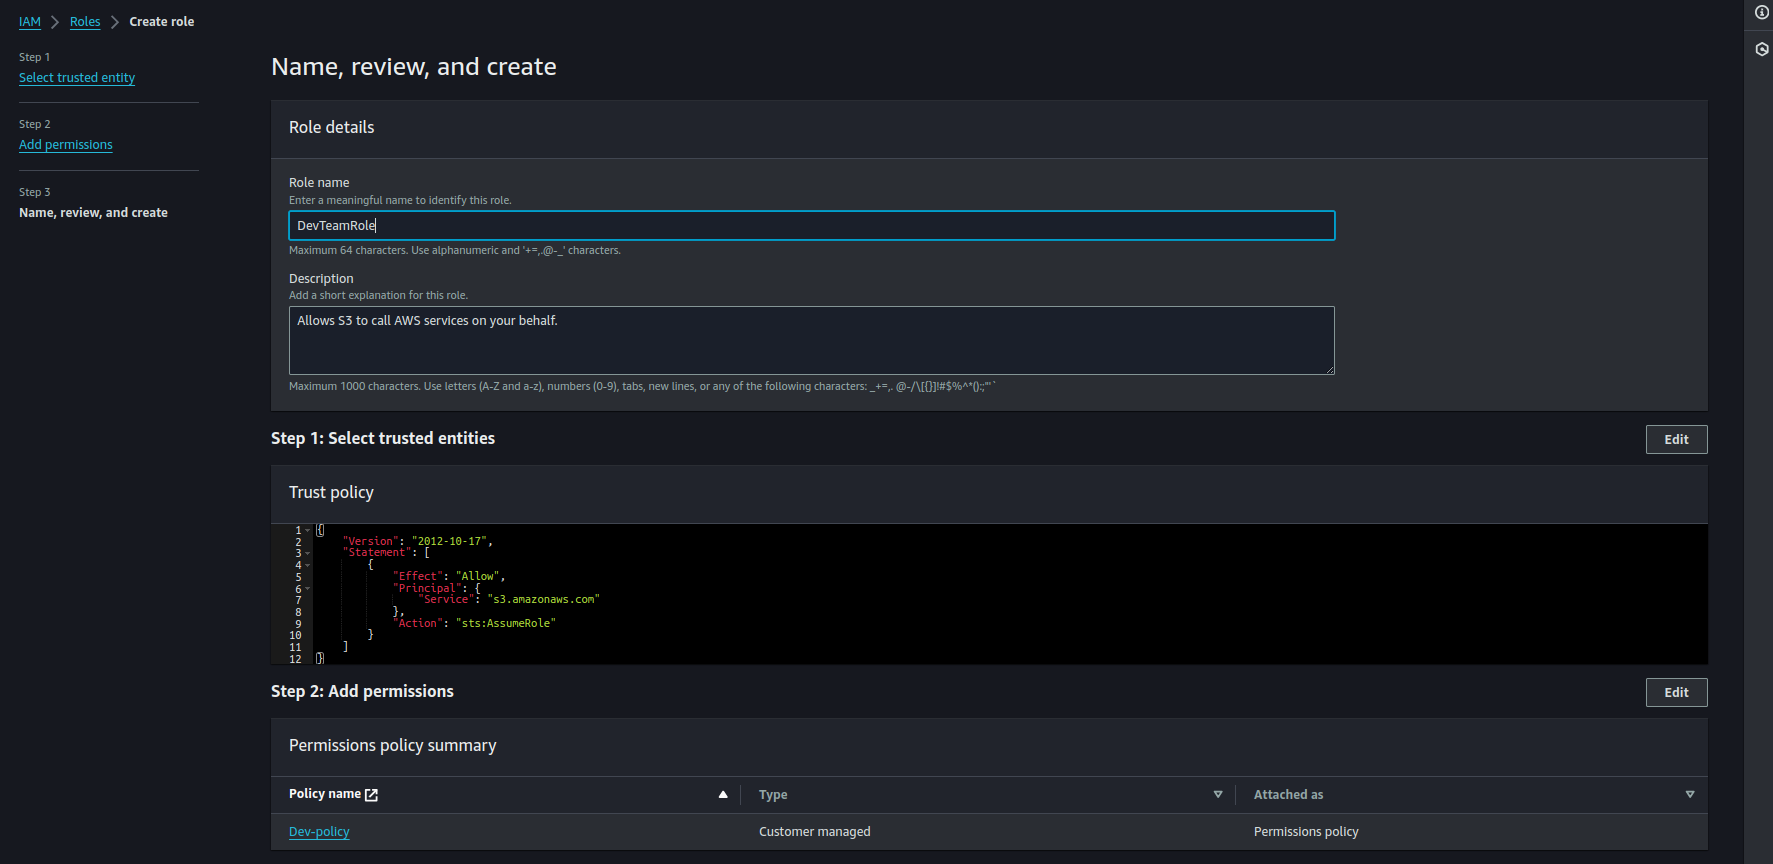 IAM > Roles > Create role
Step 1
Select trusted entity
Step 2
Add permissions
Step 3
Name, review, and create
Name, review, and create
Role details
Role name
Enter a meaningful name to identify this role.
DevTeamRole
Maximum 64 characters. Use alphanumeric and '+=,.@-_' characters.
Description
Add a short explanation for this role.
Allows S3 to call AWS services on your behalf.
Maximum 1000 characters. Use letters (A-Z and a-z), numbers (0-9), tabs, new lines, or any of the following characters: _+=,. @-/\[{}]!#$%^*();:"'`
Step 1: Select trusted entities
Edit
Trust policy
1 {
2 "Version": "2012-10-17",
3 "Statement": [
4 {
5 "Effect": "Allow",
6 "Principal": {
7 "Service": "s3.amazonaws.com"
8 },
9 "Action": "sts:AssumeRole"
10 }
11 ]
12 }
Step 2: Add permissions
Edit
Permissions policy summary
Policy name Type Attached as
Dev-policy Customer managed Permissions policy